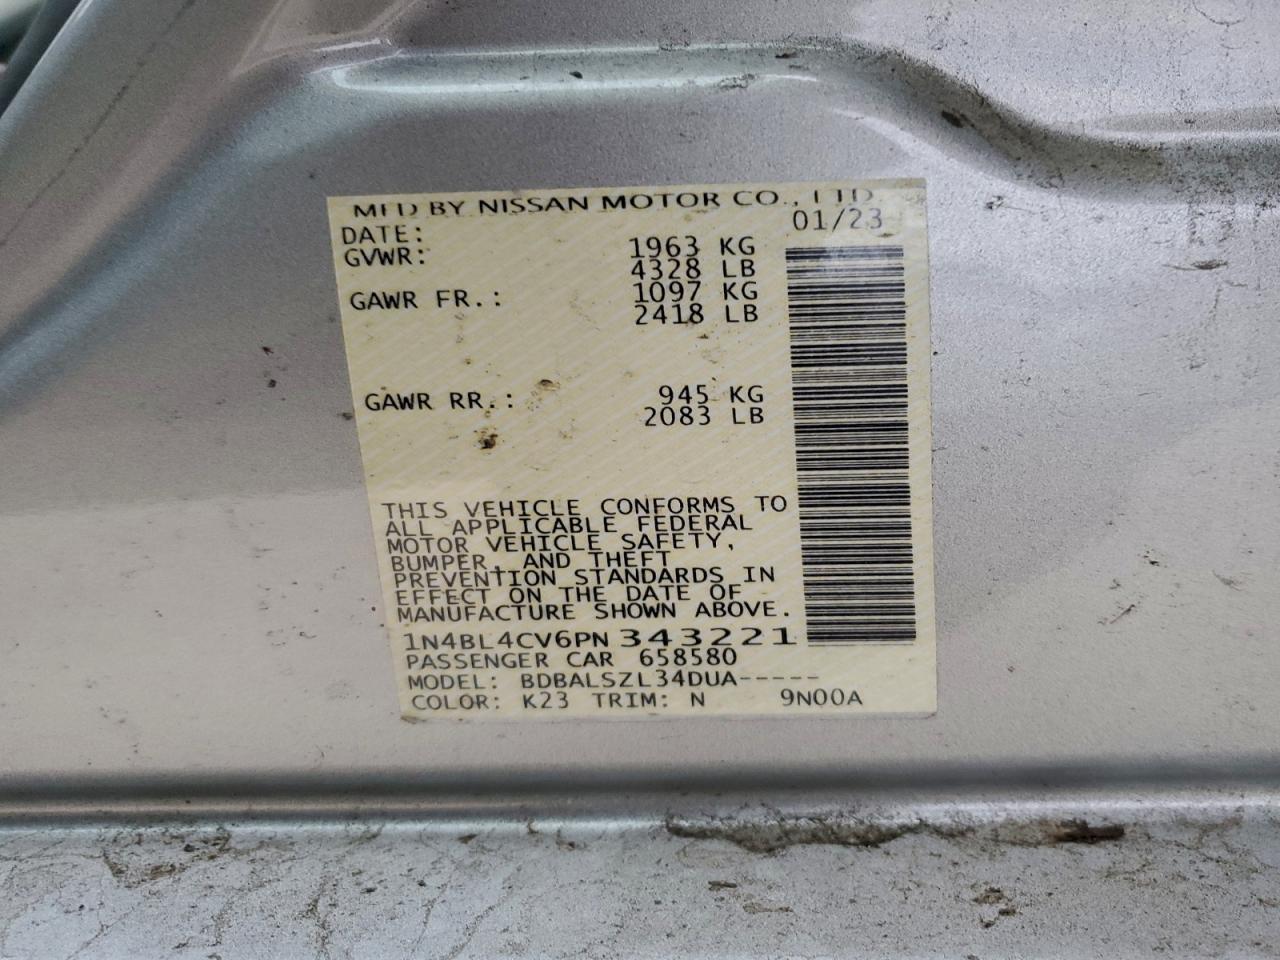 MFD BY NISSAN MOTOR CO., LTD.
DATE: 01/23
GVWR: 1963 KG
4328 LB
GAWR FR.: 1097 KG
2418 LB
GAWR RR.: 945 KG
2083 LB
THIS VEHICLE CONFORMS TO
ALL APPLICABLE FEDERAL
MOTOR VEHICLE SAFETY,
BUMPER, AND THEFT
PREVENTION STANDARDS IN
EFFECT ON THE DATE OF
MANUFACTURE SHOWN ABOVE.
1N4BL4CV6PN343221
PASSENGER CAR 658580
MODEL: BDBALSZL34DUA-----
COLOR: K23 TRIM: N 9N00A